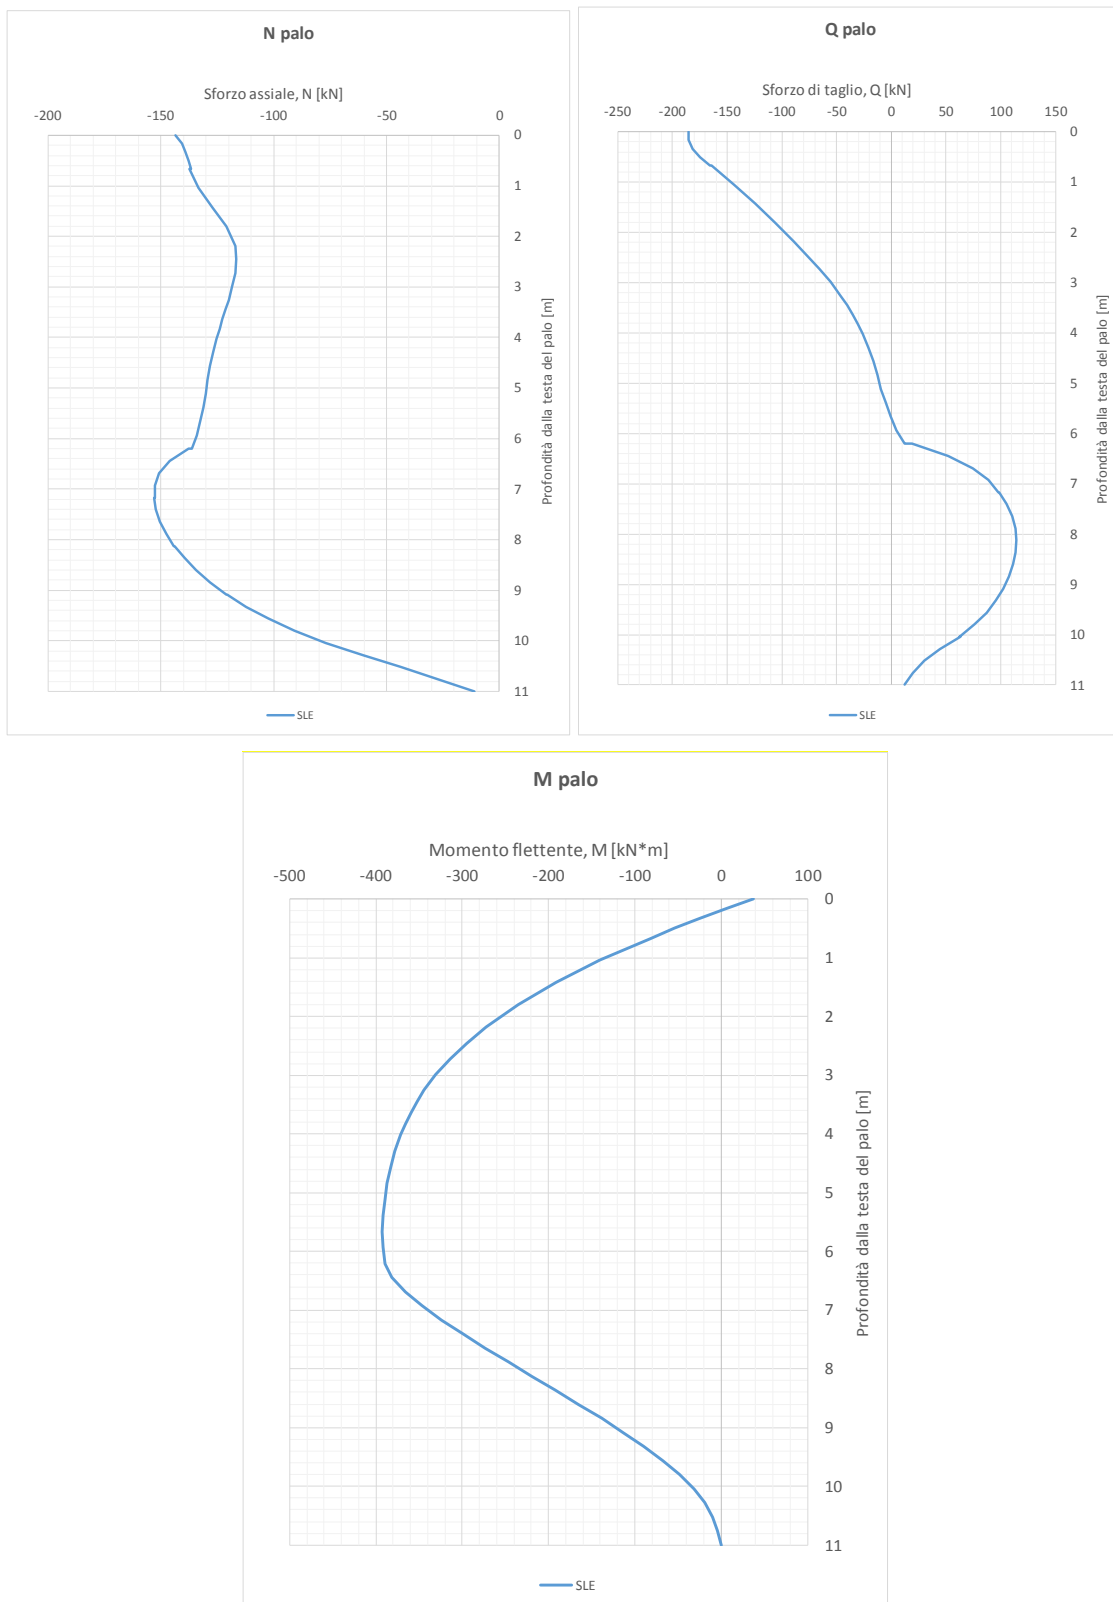 N palo
Sforzo assiale, N [kN]
-200 -150 -100 -50 0
0
1
2
3
4
5
6
7
8
9
10
11
Profondità dalla testa del palo [m]
SLE
Q palo
Sforzo di taglio, Q [kN]
-250 -200 -150 -100 -50 0 50 100 150
0
1
2
3
4
5
6
7
8
9
10
11
Profondità dalla testa del palo [m]
SLE
M palo
Momento flettente, M [kN*m]
-500 -400 -300 -200 -100 0 100
0
1
2
3
4
5
6
7
8
9
10
11
Profondità dalla testa del palo [m]
SLE